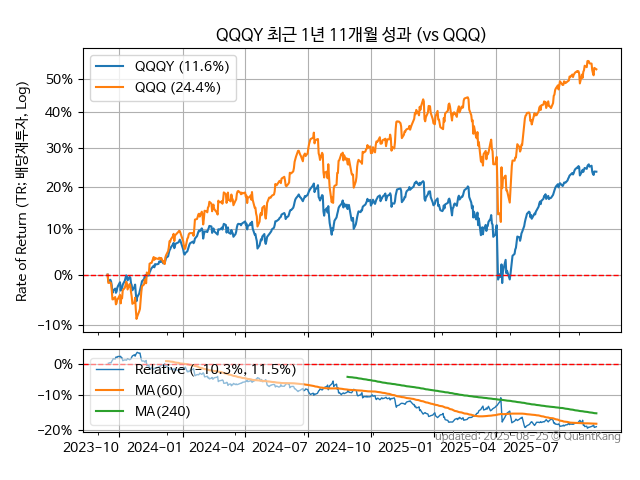 QQQY 최근 1년 11개월 성과 (vs QQQ)
Rate of Return (TR: 배당재투자, Log)
QQQY (11.6%)
QQQ (24.4%)
50%
40%
30%
20%
10%
0%
−10%
Relative (−10.3%, 11.5%)
MA(60)
MA(240)
0%
−10%
−20%
2023−10 2024−01 2024−04 2024−07 2024−10 2025−01 2025−04 2025−07
updated: 2025-08-25 © QuantKang